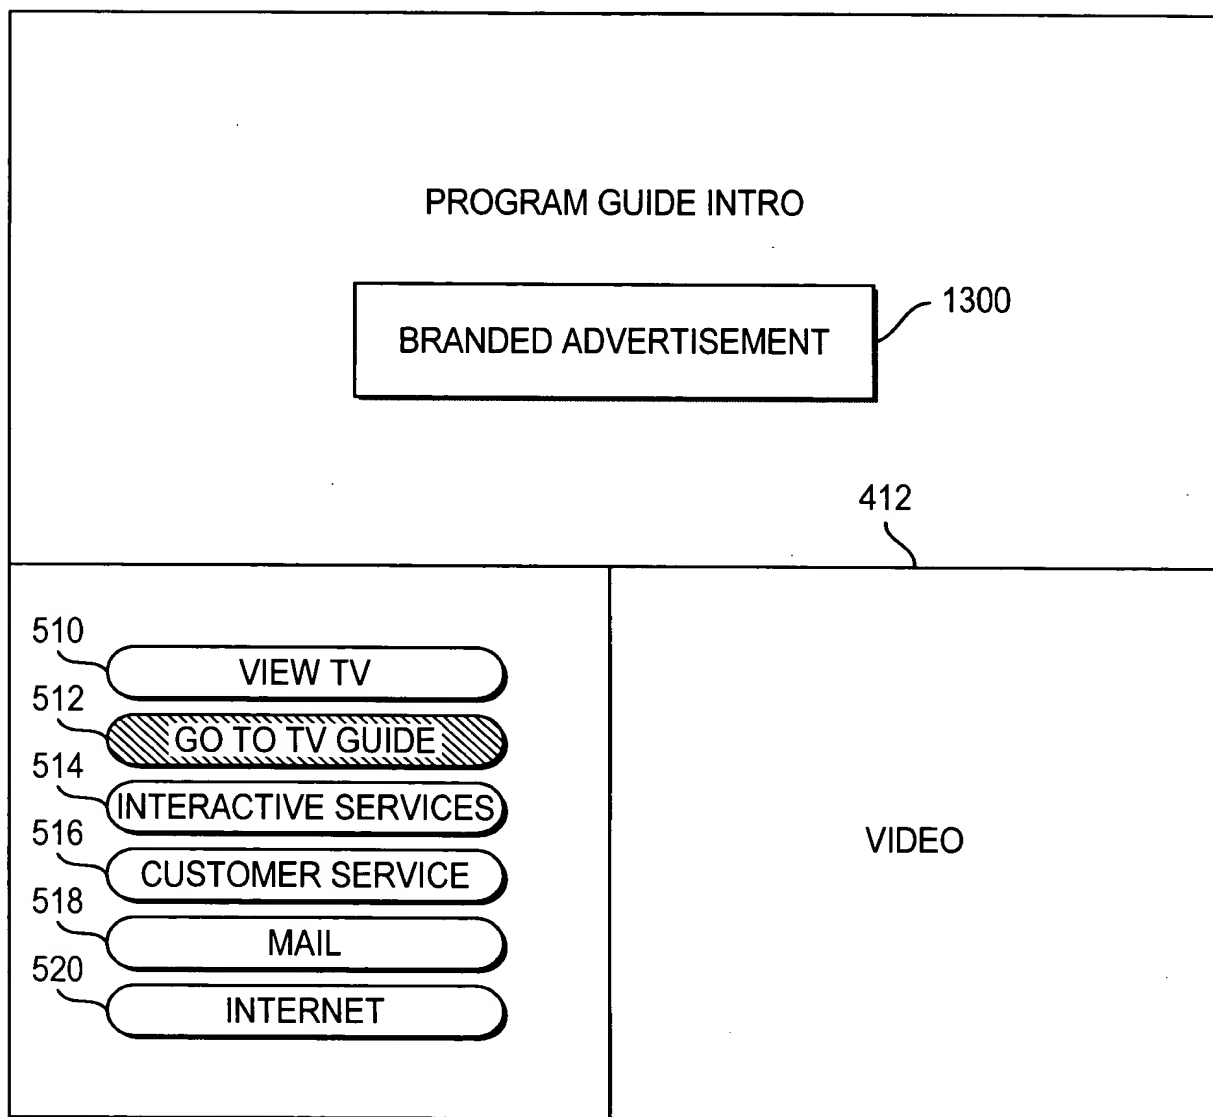 PROGRAM GUIDE INTRO
BRANDED ADVERTISEMENT
1300
412
510
VIEW TV
512
GO TO TV GUIDE
514
INTERACTIVE SERVICES
516
CUSTOMER SERVICE
518
MAIL
520
INTERNET
VIDEO